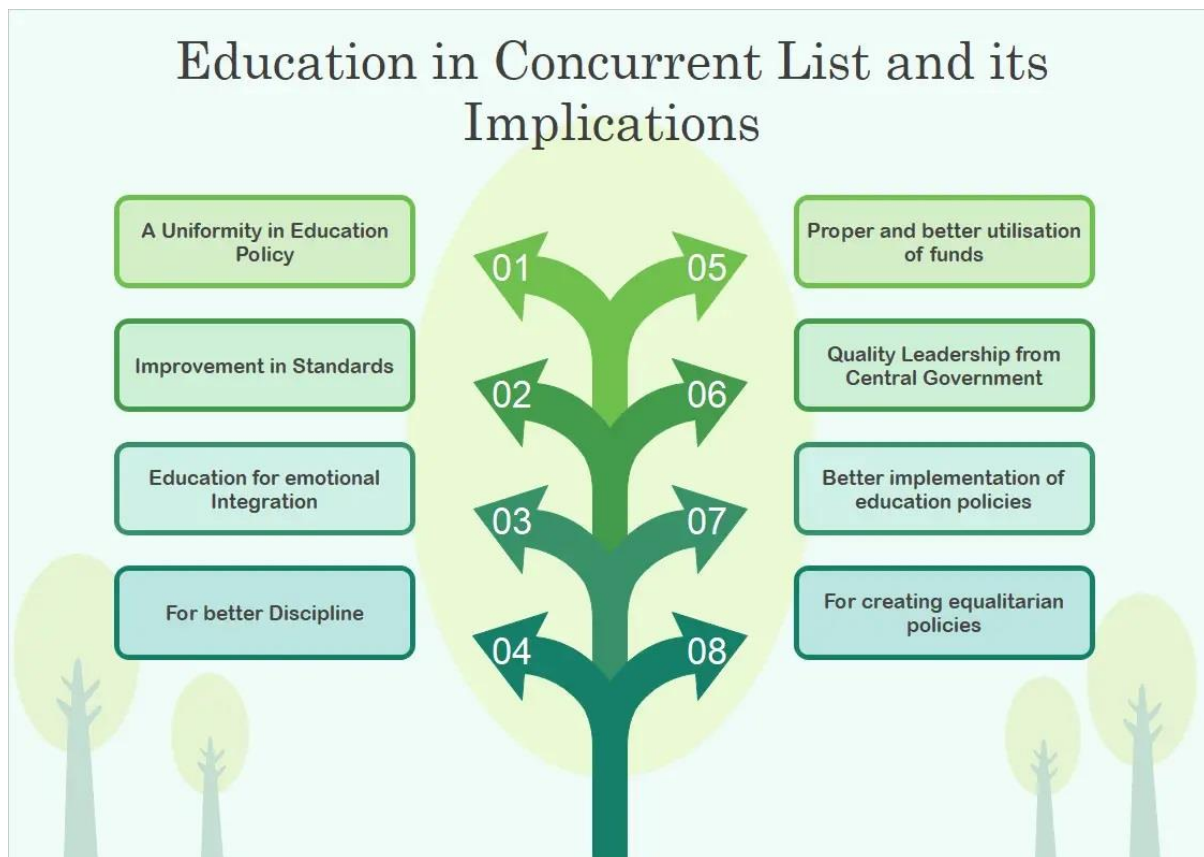 Education in Concurrent List and its
Implications
A Uniformity in Education
Policy
01
Improvement in Standards
02
Education for emotional
Integration
03
For better Discipline
04
05
Proper and better utilisation
of funds
06
Quality Leadership from
Central Government
07
Better implementation of
education policies
08
For creating equalitarian
policies